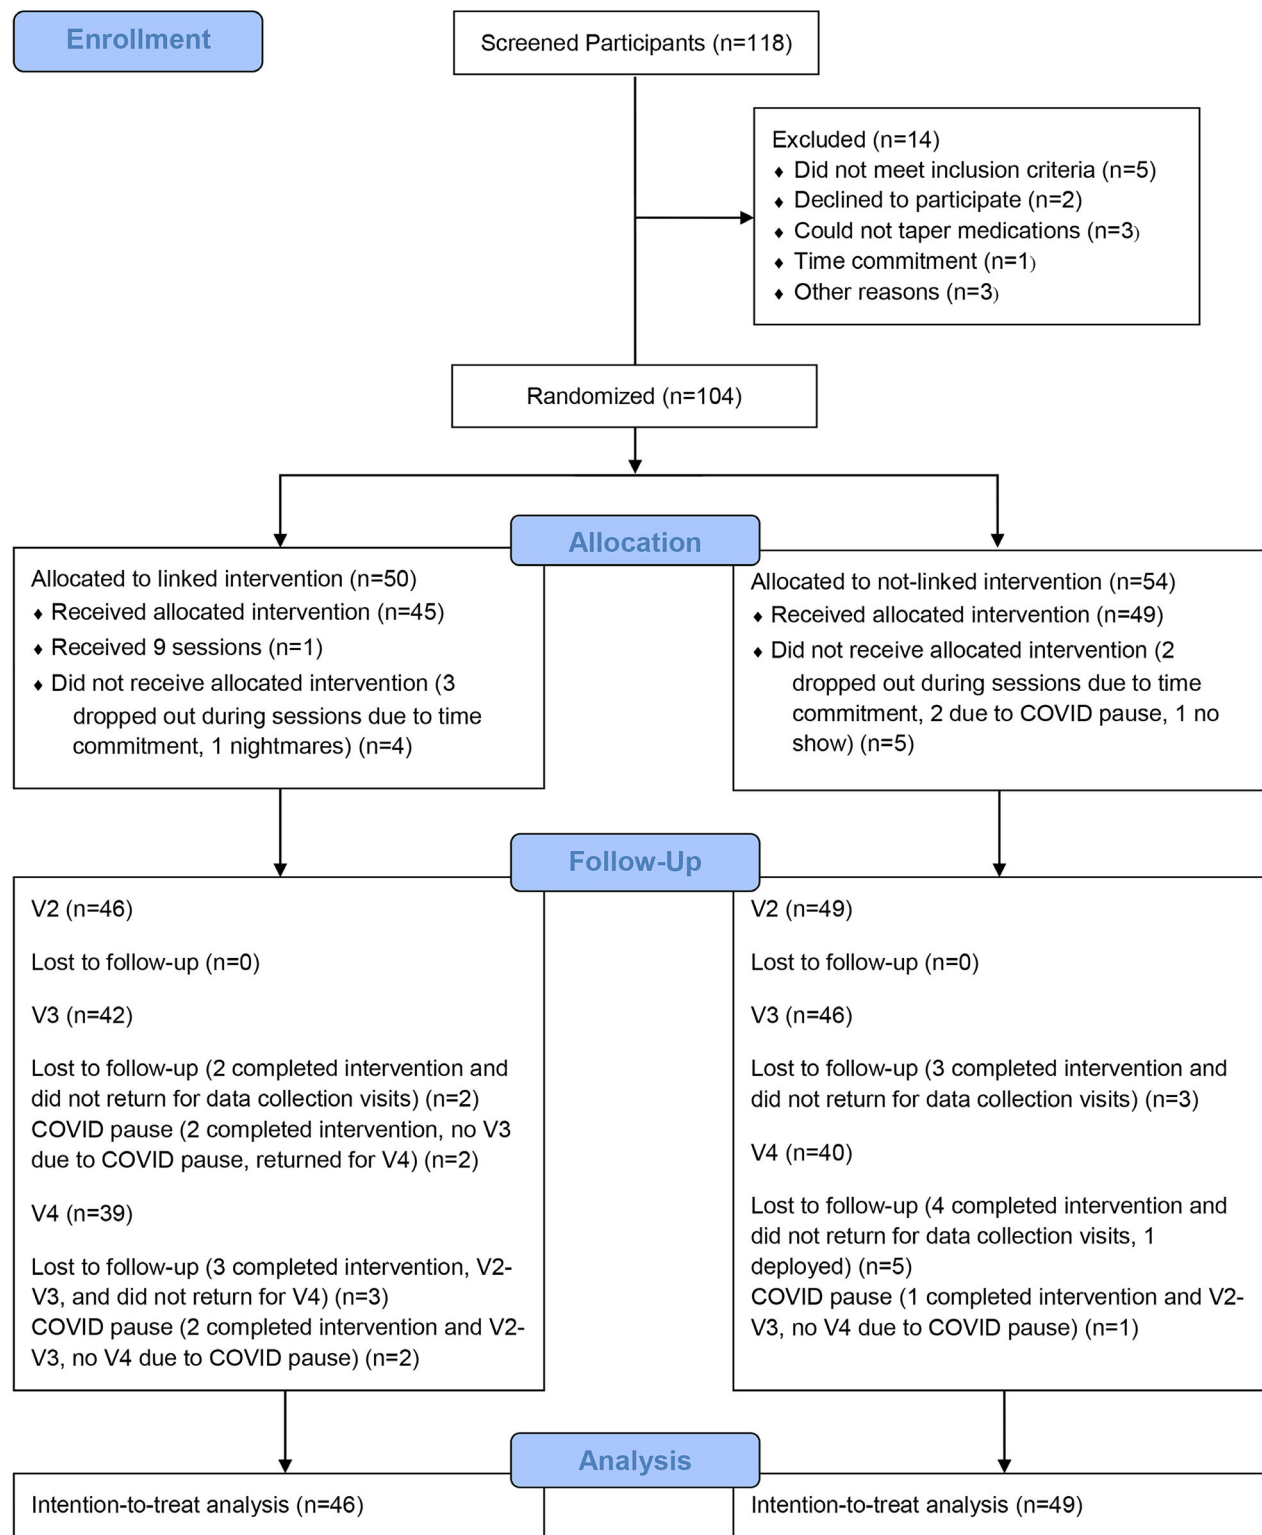 Enrollment
Screened Participants (n=118)
Excluded (n=14)
♦ Did not meet inclusion criteria (n=5)
♦ Declined to participate (n=2)
♦ Could not taper medications (n=3)
♦ Time commitment (n=1)
♦ Other reasons (n=3)
Randomized (n=104)
Allocation
Allocated to linked intervention (n=50)
♦ Received allocated intervention (n=45)
♦ Received 9 sessions (n=1)
♦ Did not receive allocated intervention (3
dropped out during sessions due to time
commitment, 1 nightmares) (n=4)
Allocated to not-linked intervention (n=54)
♦ Received allocated intervention (n=49)
♦ Did not receive allocated intervention (2
dropped out during sessions due to time
commitment, 2 due to COVID pause, 1 no
show) (n=5)
Follow-Up
V2 (n=46)
Lost to follow-up (n=0)
V3 (n=42)
Lost to follow-up (2 completed intervention and
did not return for data collection visits) (n=2)
COVID pause (2 completed intervention, no V3
due to COVID pause, returned for V4) (n=2)
V4 (n=39)
Lost to follow-up (3 completed intervention, V2-
V3, and did not return for V4) (n=3)
COVID pause (2 completed intervention and V2-
V3, no V4 due to COVID pause) (n=2)
V2 (n=49)
Lost to follow-up (n=0)
V3 (n=46)
Lost to follow-up (3 completed intervention and
did not return for data collection visits) (n=3)
V4 (n=40)
Lost to follow-up (4 completed intervention and
did not return for data collection visits, 1
deployed) (n=5)
COVID pause (1 completed intervention and V2-
V3, no V4 due to COVID pause) (n=1)
Analysis
Intention-to-treat analysis (n=46)
Intention-to-treat analysis (n=49)